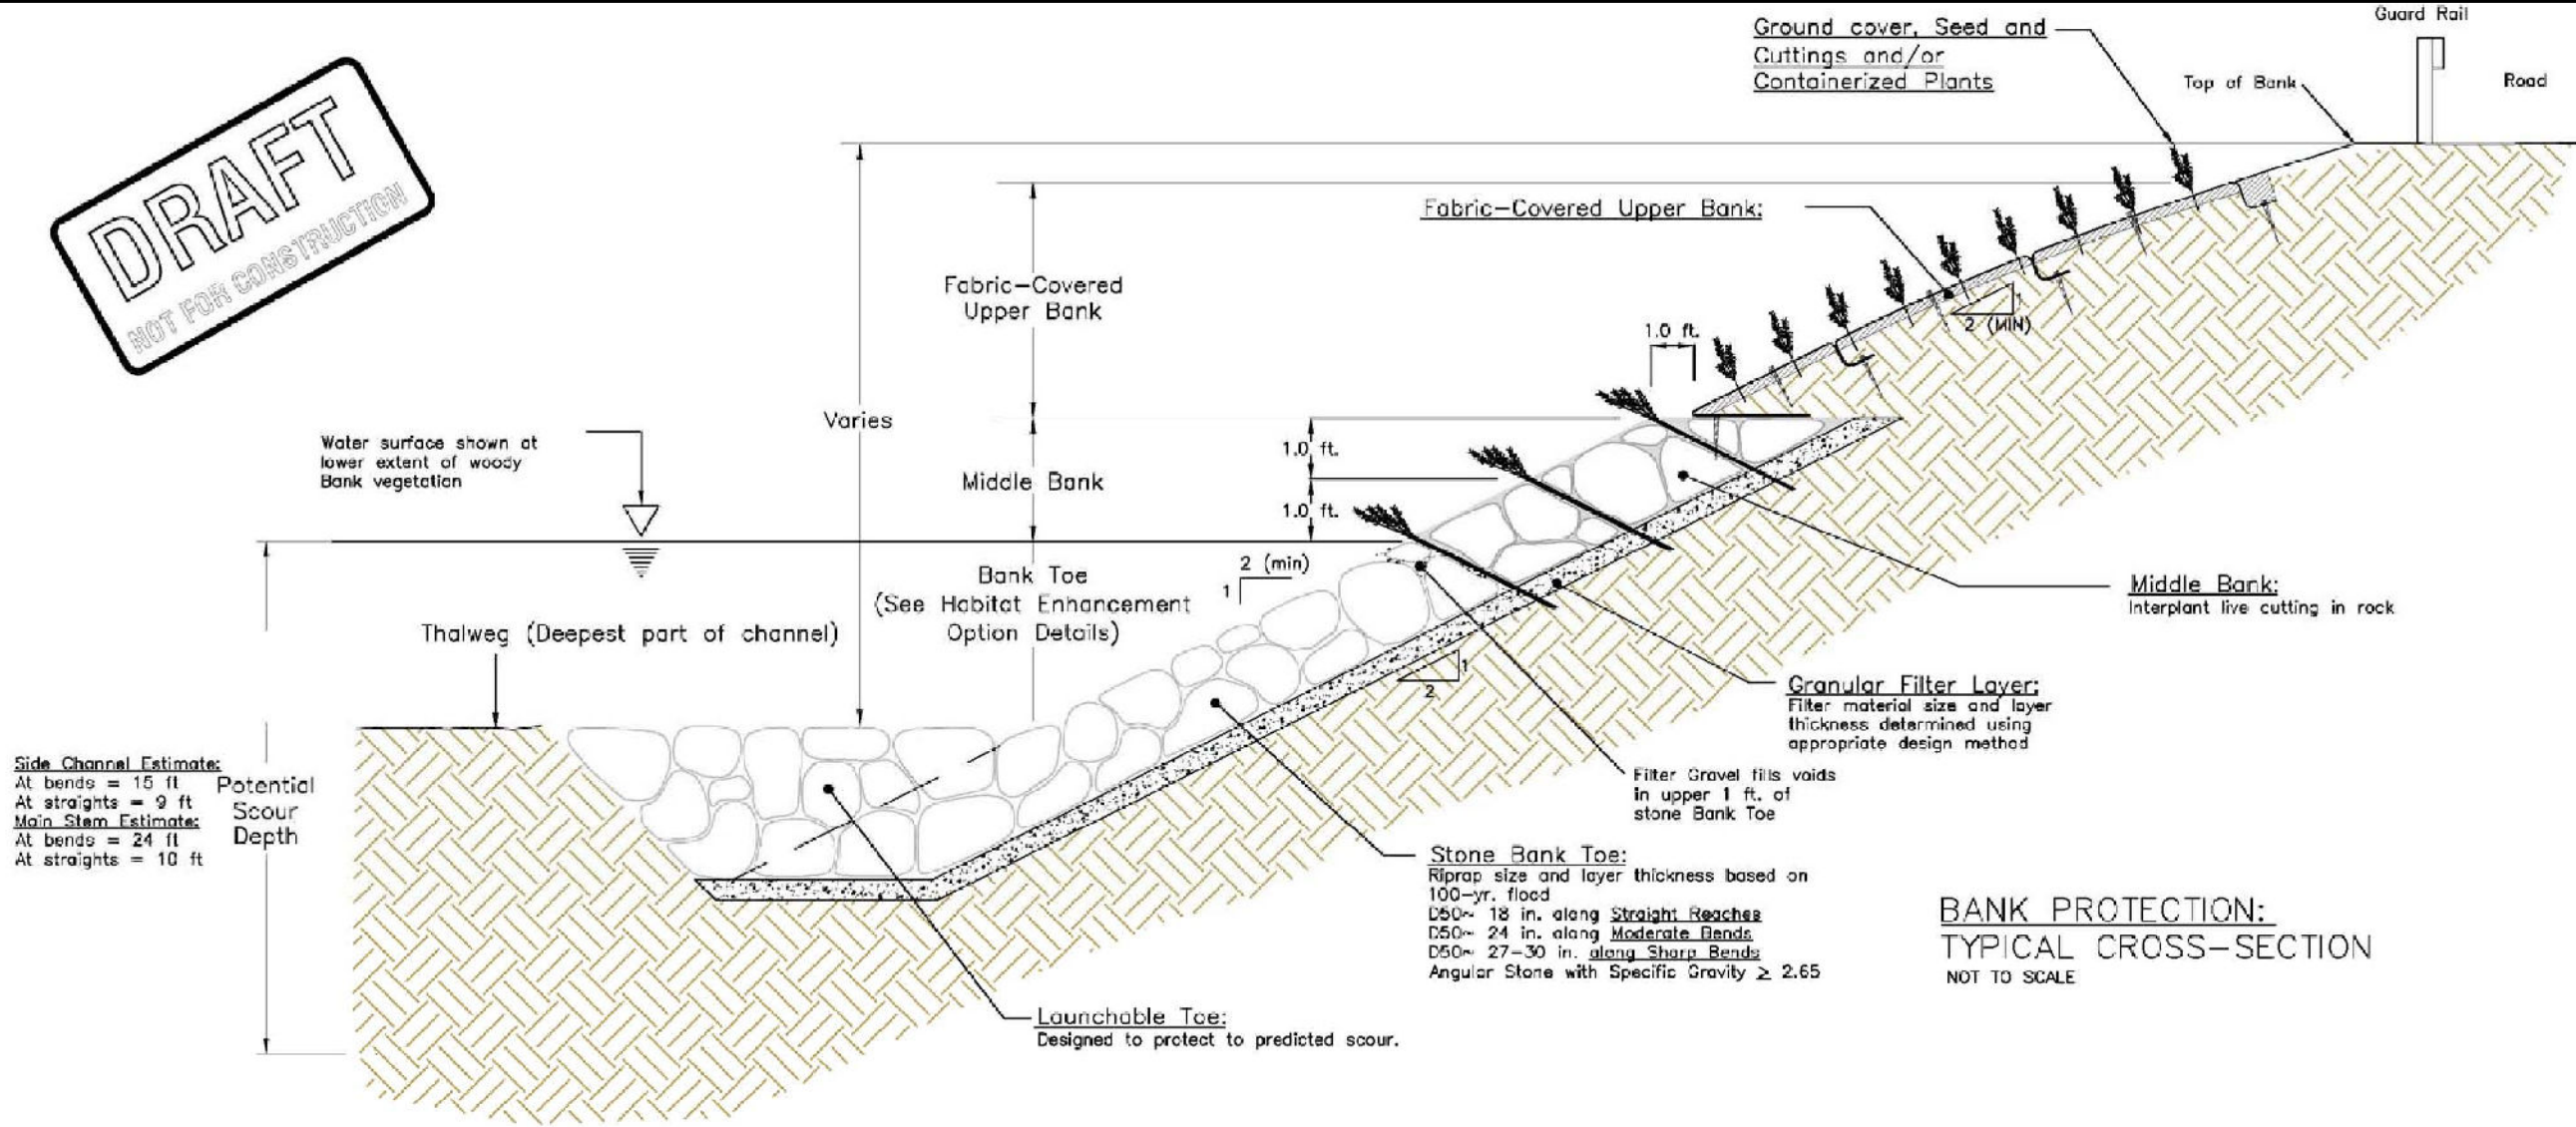 Guard Rail
Ground cover, Seed and
Cuttings and/or
Containerized Plants
Top of Bank
Road
DRAFT
NOT FOR CONSTRUCTION
Fabric-Covered Upper Bank:
Fabric-Covered
Upper Bank
1
2 (MIN)
1.0 ft.
Varies
Water surface shown at
lower extent of woody
Bank vegetation
1.0 ft.
Middle Bank
1.0 ft.
2 (min)
1
Bank Toe
(See Habitat Enhancement
Option Details)
Middle Bank:
Interplant live cutting in rock
Thalweg (Deepest part of channel)
1
2
Granular Filter Layer:
Filter material size and layer
thickness determined using
appropriate design method
Filter Gravel fills voids
in upper 1 ft. of
stone Bank Toe
Side Channel Estimate:
At bends = 15 ft
At straights = 9 ft
Main Stem Estimate:
At bends = 24 ft
At straights = 10 ft
Potential
Scour
Depth
Stone Bank Toe:
Riprap size and layer thickness based on
100-yr. flood
D50~ 18 in. along Straight Reaches
D50~ 24 in. along Moderate Bends
D50~ 27-30 in. along Sharp Bends
Angular Stone with Specific Gravity ≥ 2.65
BANK PROTECTION:
TYPICAL CROSS-SECTION
NOT TO SCALE
Launchable Toe:
Designed to protect to predicted scour.